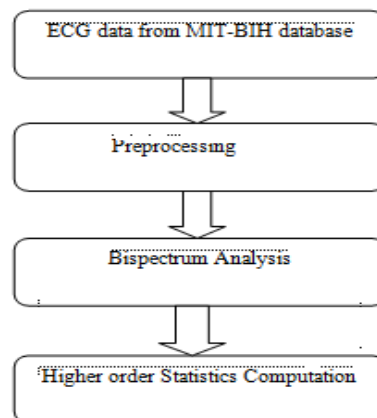 ECG data from MIT-BIH database
Preprocessing
Bispectrum Analysis
Higher order Statistics Computation